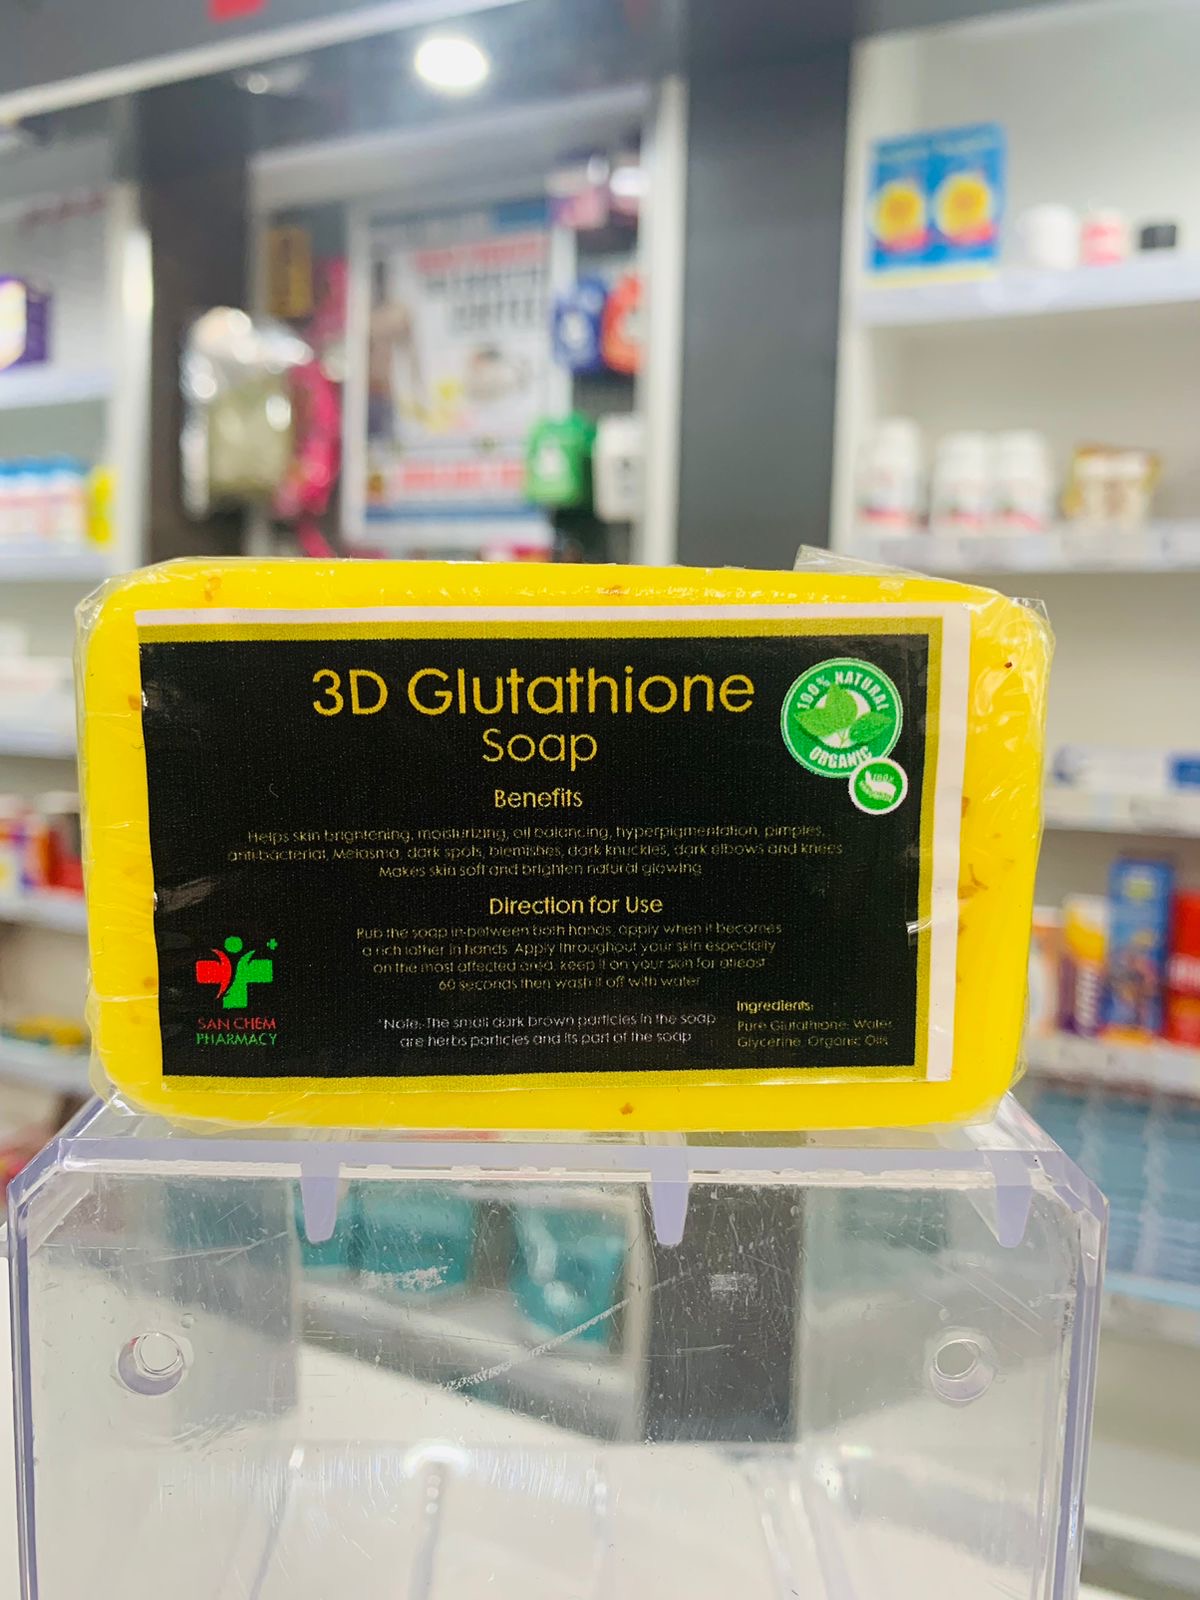 3D Glutathione
Soap
100% NATURAL
ORGANIC
100%
Benefits
Helps skin brightening, moisturizing, oil balancing, hyperpigmentation, pimples,
anti-bacterial, Melasma, dark spots, blemishes, dark knuckles, dark elbows and knees
Makes skin soft and brighten natural glowing
Direction for Use
Rub the soap in-between both hands, apply when it becomes
a rich lather in hands. Apply throughout your skin especially
on the most affected area, keep it on your skin for atleast
60 seconds then wash it off with water
*Note:-The small dark brown particles in the soap
are herbs particles and its part of the soap
Ingredients:
Pure Glutathione, Water,
Glycerine, Organic Oils
SAN CHEM
PHARMACY